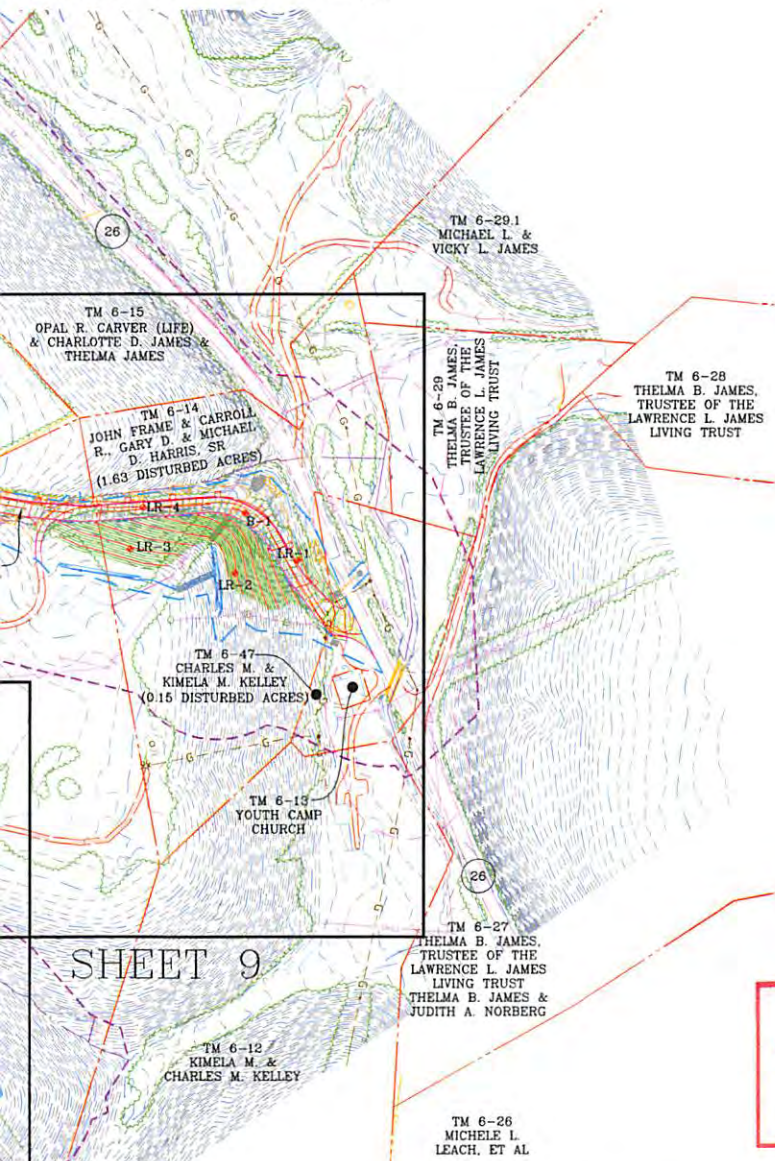 26
TM 6-29.1
MICHAEL L. &
VICKY L. JAMES
TM 6-15
OPAL R. CARVER (LIFE)
& CHARLOTTE D. JAMES &
THELMA JAMES
TM 6-29
THELMA B. JAMES,
TRUSTEE OF THE
LAWRENCE L. JAMES
LIVING TRUST
TM 6-28
THELMA B. JAMES,
TRUSTEE OF THE
LAWRENCE L. JAMES
LIVING TRUST
TM 6-14
JOHN FRAME & CARROLL
R., GARY D. & MICHAEL
D. HARRIS, SR
(1.63 DISTURBED ACRES)
LR-4
B-1
LR-3
LR-1
LR-2
TM 6-47
CHARLES M. &
KIMELA M. KELLEY
(0.15 DISTURBED ACRES)
TM 6-13
YOUTH CAMP
CHURCH
26
SHEET 9
TM 6-27
THELMA B. JAMES,
TRUSTEE OF THE
LAWRENCE L. JAMES
LIVING TRUST
THELMA B. JAMES &
JUDITH A. NORBERG
TM 6-12
KIMELA M. &
CHARLES M. KELLEY
TM 6-26
MICHELE L.
LEACH, ET AL
G
G
G
G
G
G
G
G
G